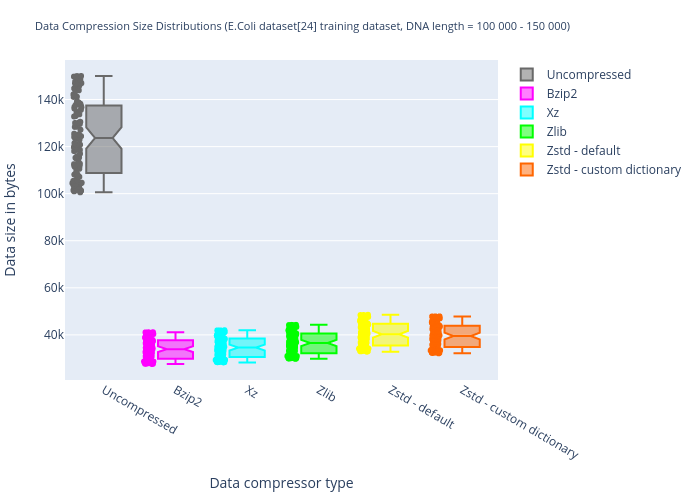 Data Compression Size Distributions (E.Coli dataset[24] training dataset, DNA length = 100 000 - 150 000)
Uncompressed
Bzip2
Xz
Zlib
Zstd - default
Zstd - custom dictionary
140k
120k
100k
80k
60k
40k
Data size in bytes
Uncompressed
Bzip2
Xz
Zlib
Zstd - default
Zstd - custom dictionary
Data compressor type